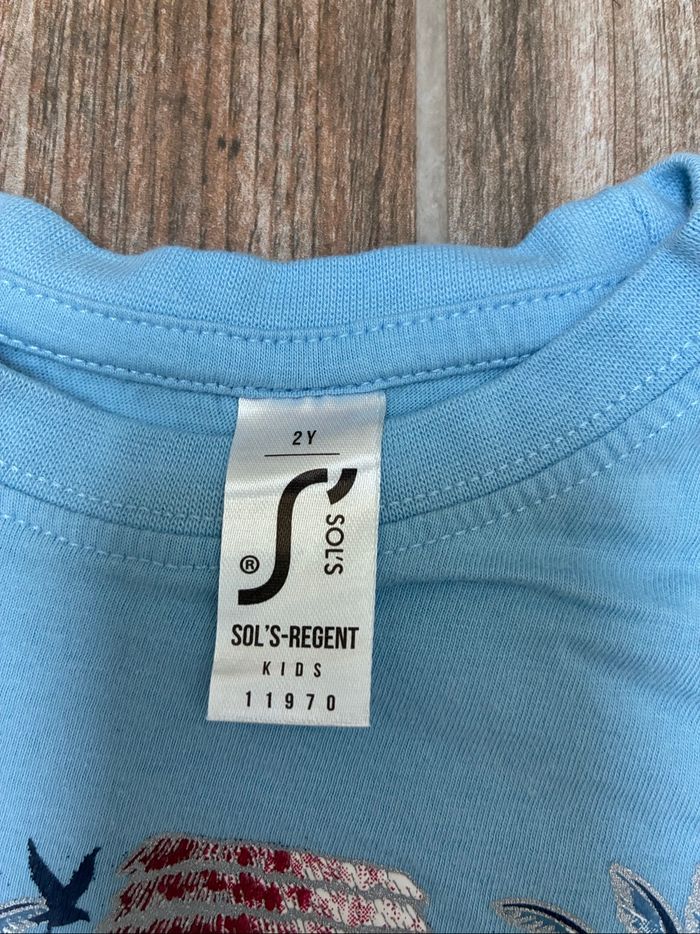 2Y
SOL'S
®
SOL'S-REGENT
KIDS
11970